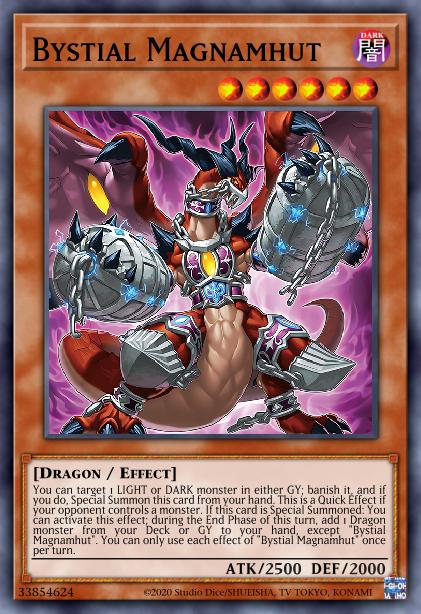 Bystial Magnamhut
DARK
闇
[Dragon / Effect]
You can target 1 LIGHT or DARK monster in either GY; banish it, and if
you do, Special Summon this card from your hand. This is a Quick Effect if
your opponent controls a monster. If this card is Special Summoned: You
can activate this effect; during the End Phase of this turn, add 1 Dragon
monster from your Deck or GY to your hand, except "Bystial
Magnamhut". You can only use each effect of "Bystial Magnamhut" once
per turn.
ATK/2500 DEF/2000
33854624
©2020 Studio Dice/SHUEISHA, TV TOKYO, KONAMI